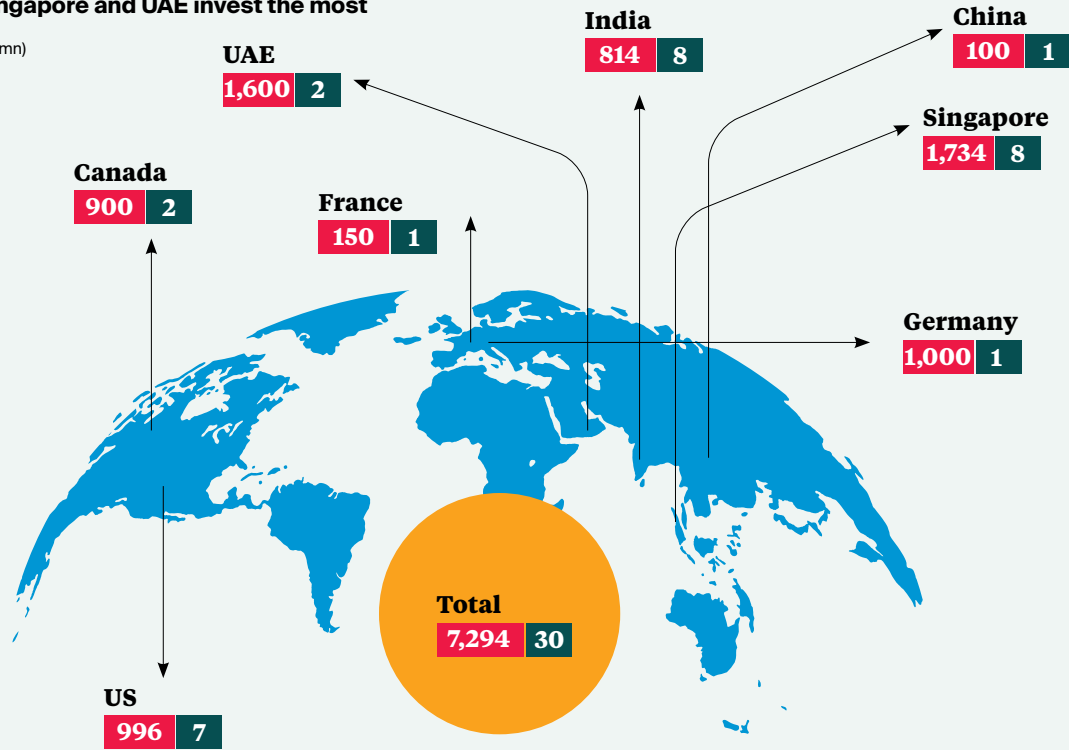 ngapore and UAE invest the most
mn)
UAE
1,600 2
India
814 8
China
100 1
Singapore
1,734 8
Canada
900 2
France
150 1
Germany
1,000 1
Total
7,294 30
US
996 7